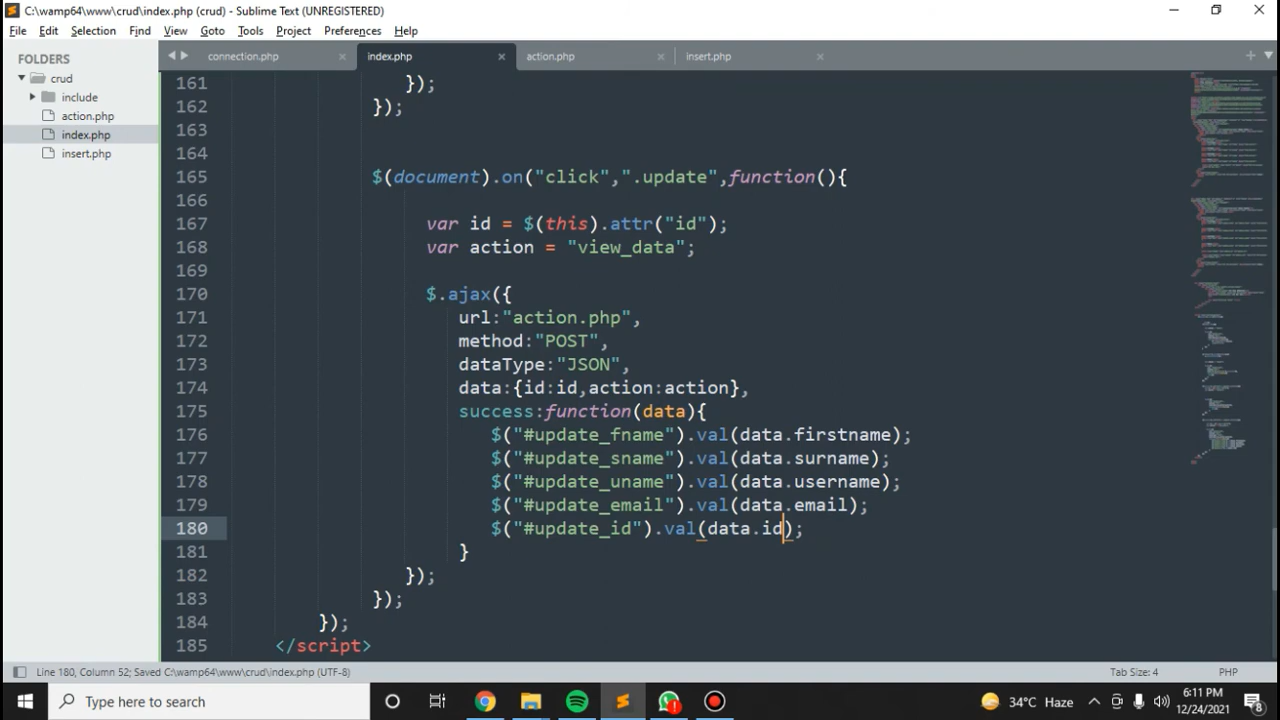 C:\wamp64\www\crud\index.php (crud) - Sublime Text (UNREGISTERED)
File Edit Selection Find View Goto Tools Project Preferences Help
FOLDERS
crud
include
action.php
index.php
insert.php
connection.php index.php action.php insert.php
161 });
162 });
163
164
165 $(document).on("click",".update",function(){
166
167 var id = $(this).attr("id");
168 var action = "view_data";
169
170 $.ajax({
171 url:"action.php",
172 method:"POST",
173 dataType:"JSON",
174 data:{id:id,action:action},
175 success:function(data){
176 $("#update_fname").val(data.firstname);
177 $("#update_sname").val(data.surname);
178 $("#update_uname").val(data.username);
179 $("#update_email").val(data.email);
180 $("#update_id").val(data.id);
181 }
182 });
183 });
184 });
185 </script>
Line 180, Column 52; Saved C:\wamp64\www\crud\index.php (UTF-8) Tab Size: 4 PHP
Type here to search 34°C Haze 6:11 PM
12/24/2021 8